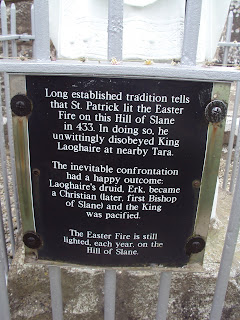 Long established tradition tells
that St. Patrick lit the Easter
Fire on this Hill of Slane
in 433. In doing so, he
unwittingly disobeyed King
Laoghaire at nearby Tara.
The inevitable confrontation
had a happy outcome:
Laoghaire's druid, Erk, became
a Christian (later, first Bishop
of Slane) and the King
was pacified.
The Easter Fire is still
lighted, each year, on the
Hill of Slane.